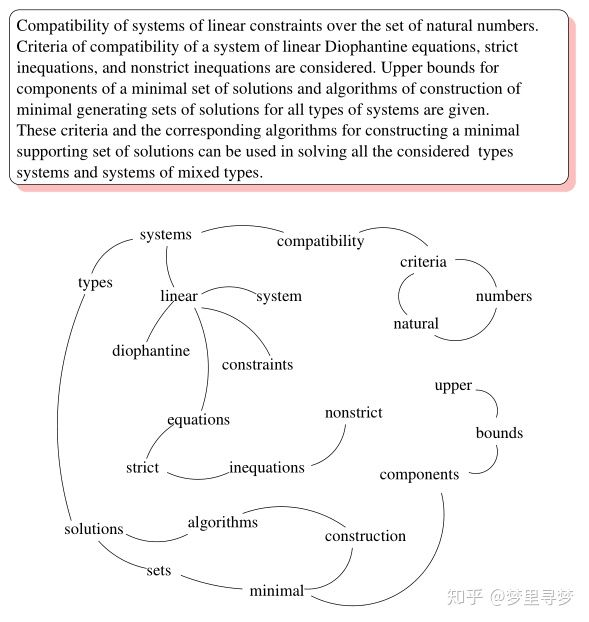 Compatibility of systems of linear constraints over the set of natural numbers.
Criteria of compatibility of a system of linear Diophantine equations, strict
inequations, and nonstrict inequations are considered. Upper bounds for
components of a minimal set of solutions and algorithms of construction of
minimal generating sets of solutions for all types of systems are given.
These criteria and the corresponding algorithms for constructing a minimal
supporting set of solutions can be used in solving all the considered types
systems and systems of mixed types.
systems
compatibility
criteria
types
linear
system
numbers
natural
diophantine
constraints
upper
nonstrict
equations
bounds
strict
inequations
components
solutions
algorithms
construction
sets
minimal
知乎 @梦里寻梦